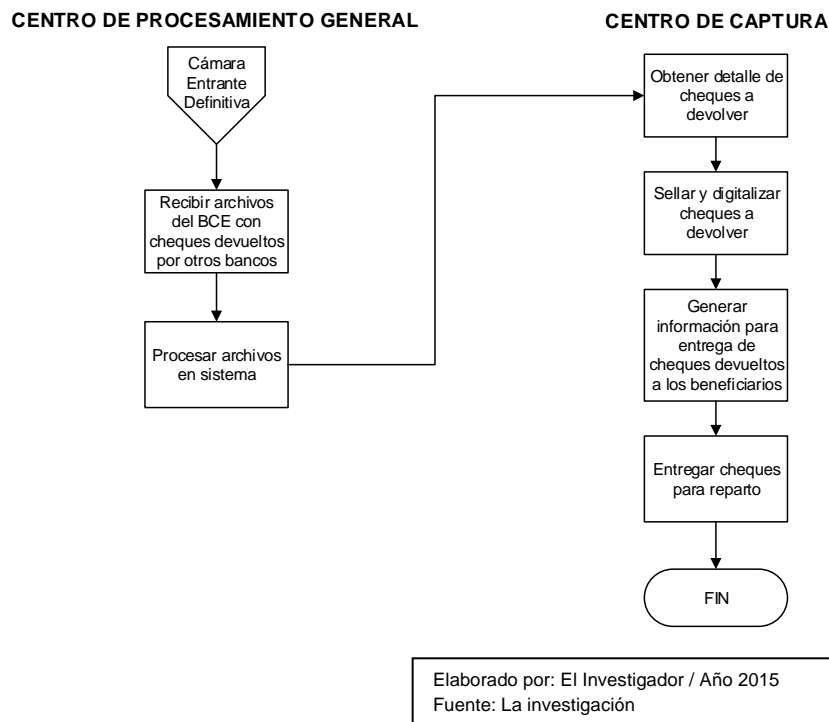 CENTRO DE PROCESAMIENTO GENERAL
Cámara
Entrante
Definitiva
Recibir archivos
del BCE con
cheques devueltos
por otros bancos
Procesar archivos
en sistema
CENTRO DE CAPTURA
Obtener detalle de
cheques a
devolver
Sellar y digitalizar
cheques a
devolver
Generar
información para
entrega de
cheques devueltos
a los beneficiarios
Entregar cheques
para reparto
FIN
Elaborado por: El Investigador / Año 2015
Fuente: La investigación